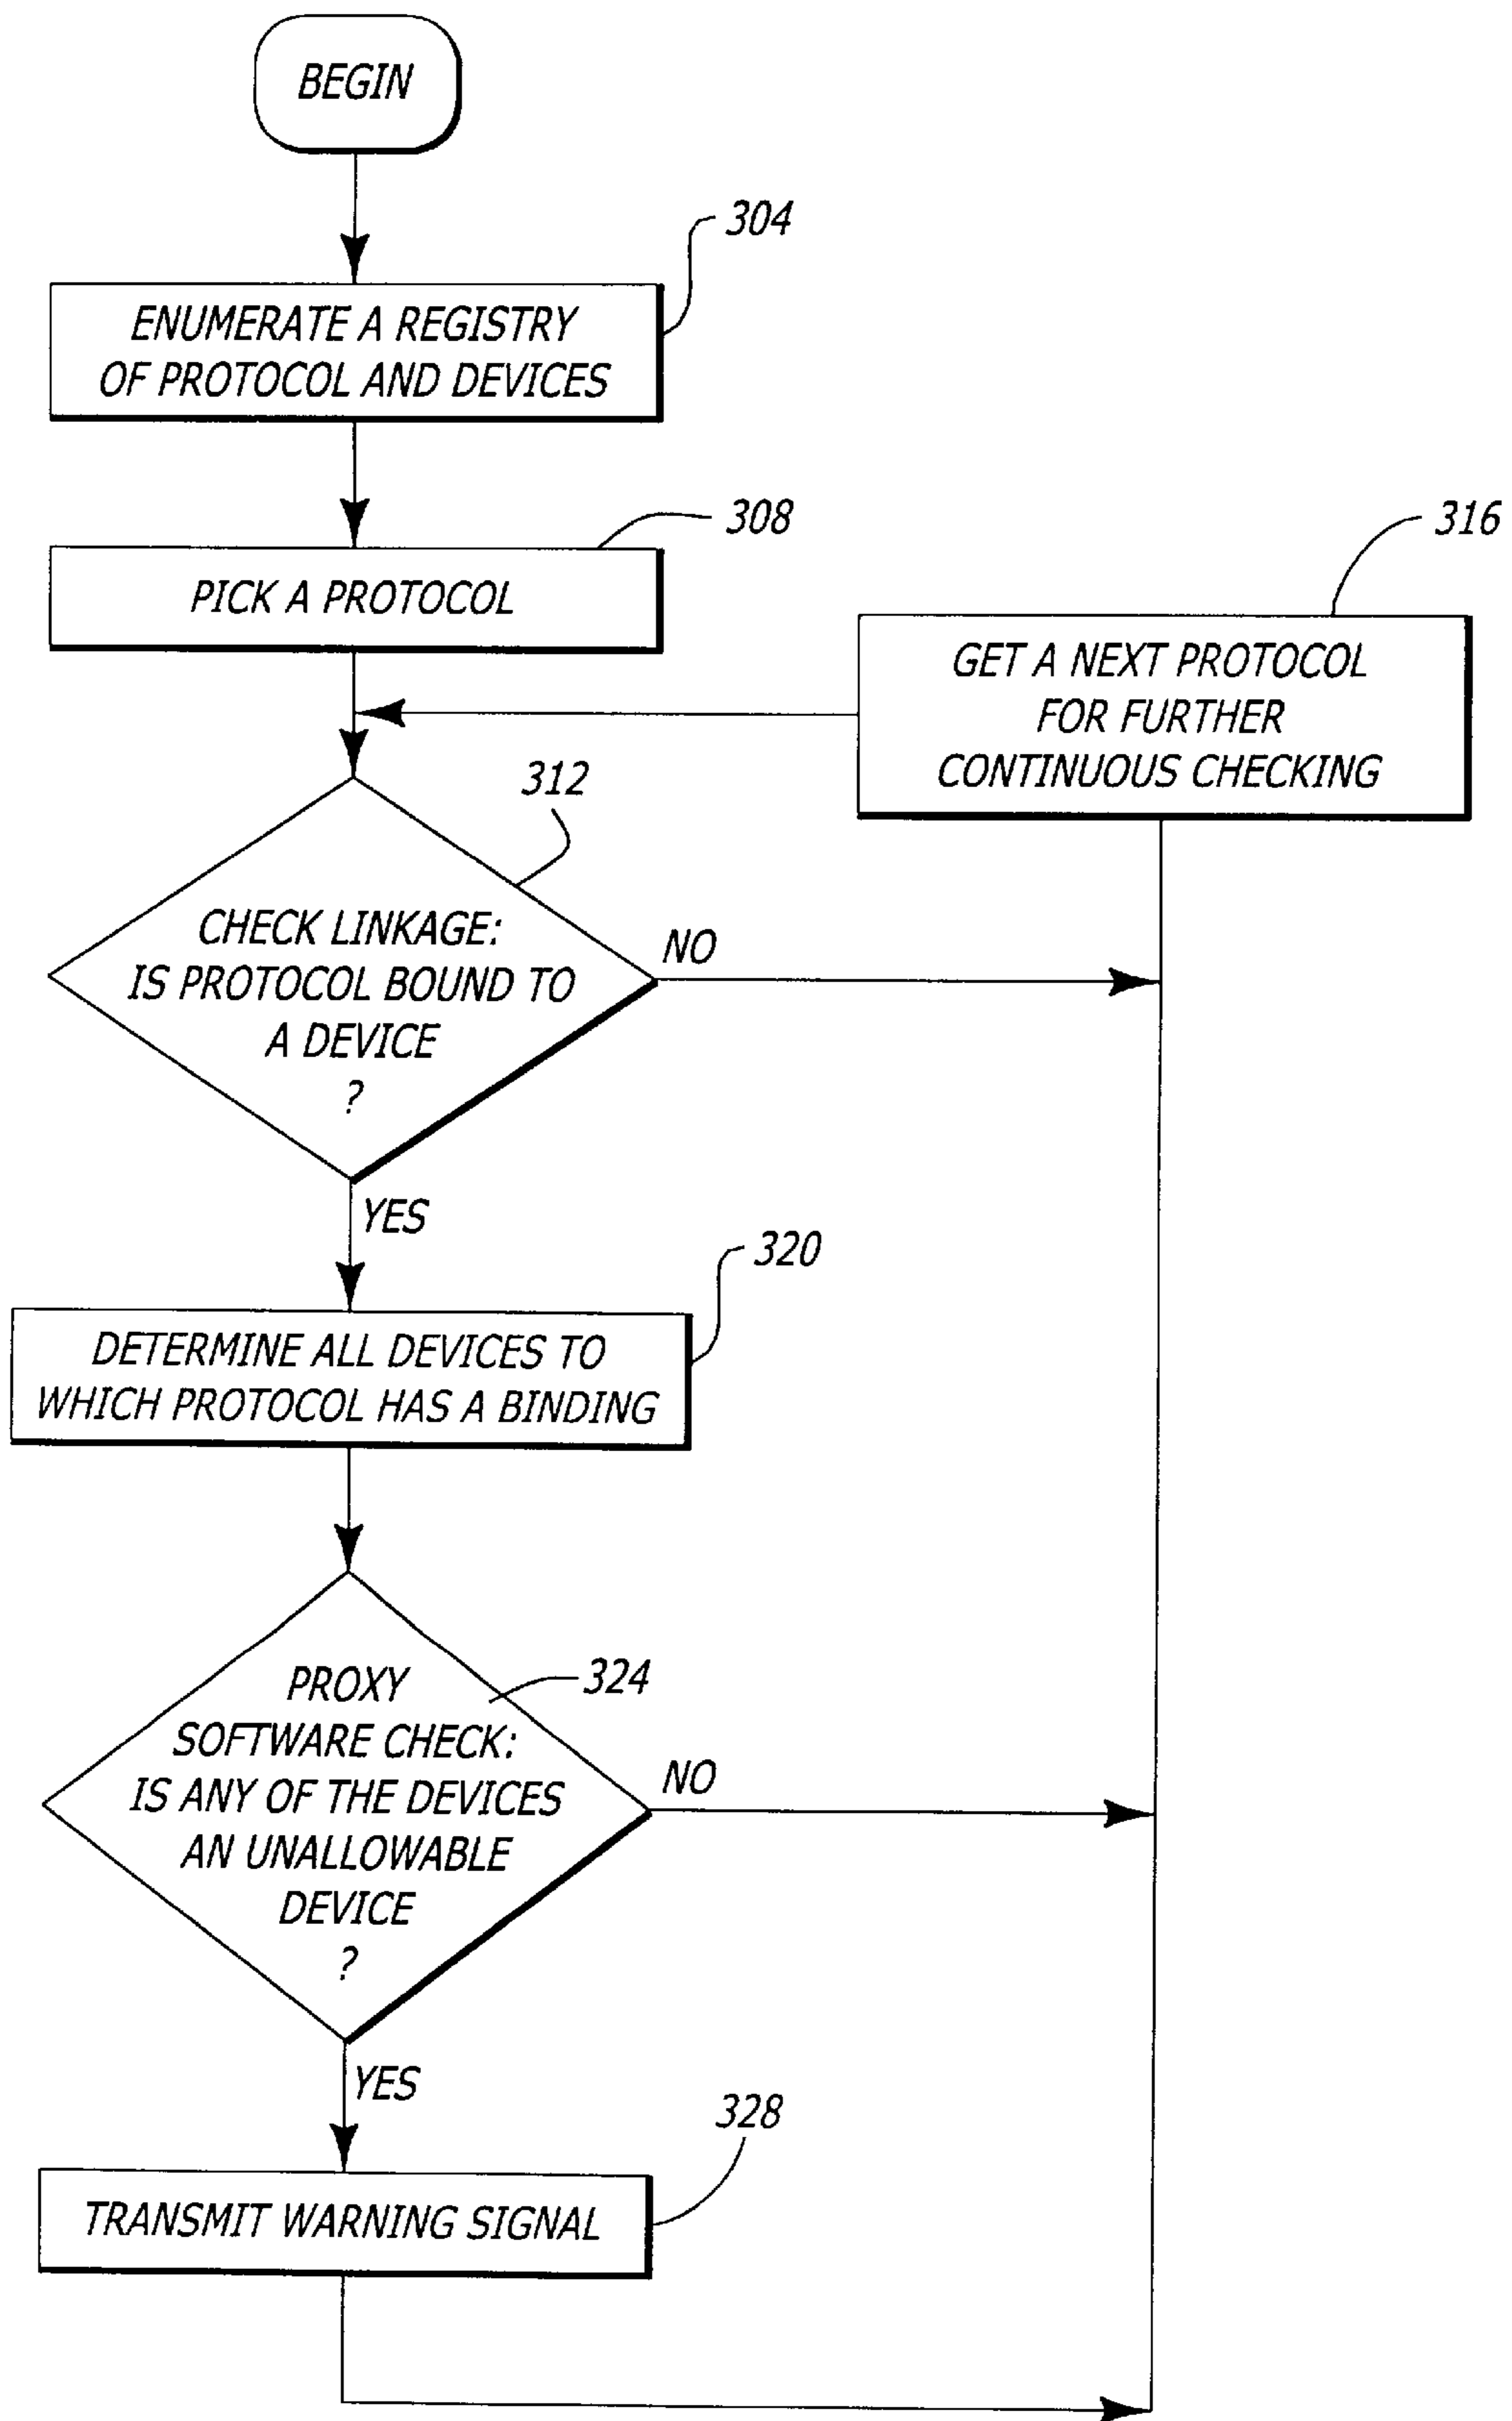 BEGIN
304
ENUMERATE A REGISTRY
OF PROTOCOL AND DEVICES
308
PICK A PROTOCOL
316
GET A NEXT PROTOCOL
FOR FURTHER
CONTINUOUS CHECKING
312
CHECK LINKAGE:
IS PROTOCOL BOUND TO
A DEVICE
?
NO
YES
320
DETERMINE ALL DEVICES TO
WHICH PROTOCOL HAS A BINDING
324
PROXY
SOFTWARE CHECK:
IS ANY OF THE DEVICES
AN UNALLOWABLE
DEVICE
?
NO
YES
328
TRANSMIT WARNING SIGNAL